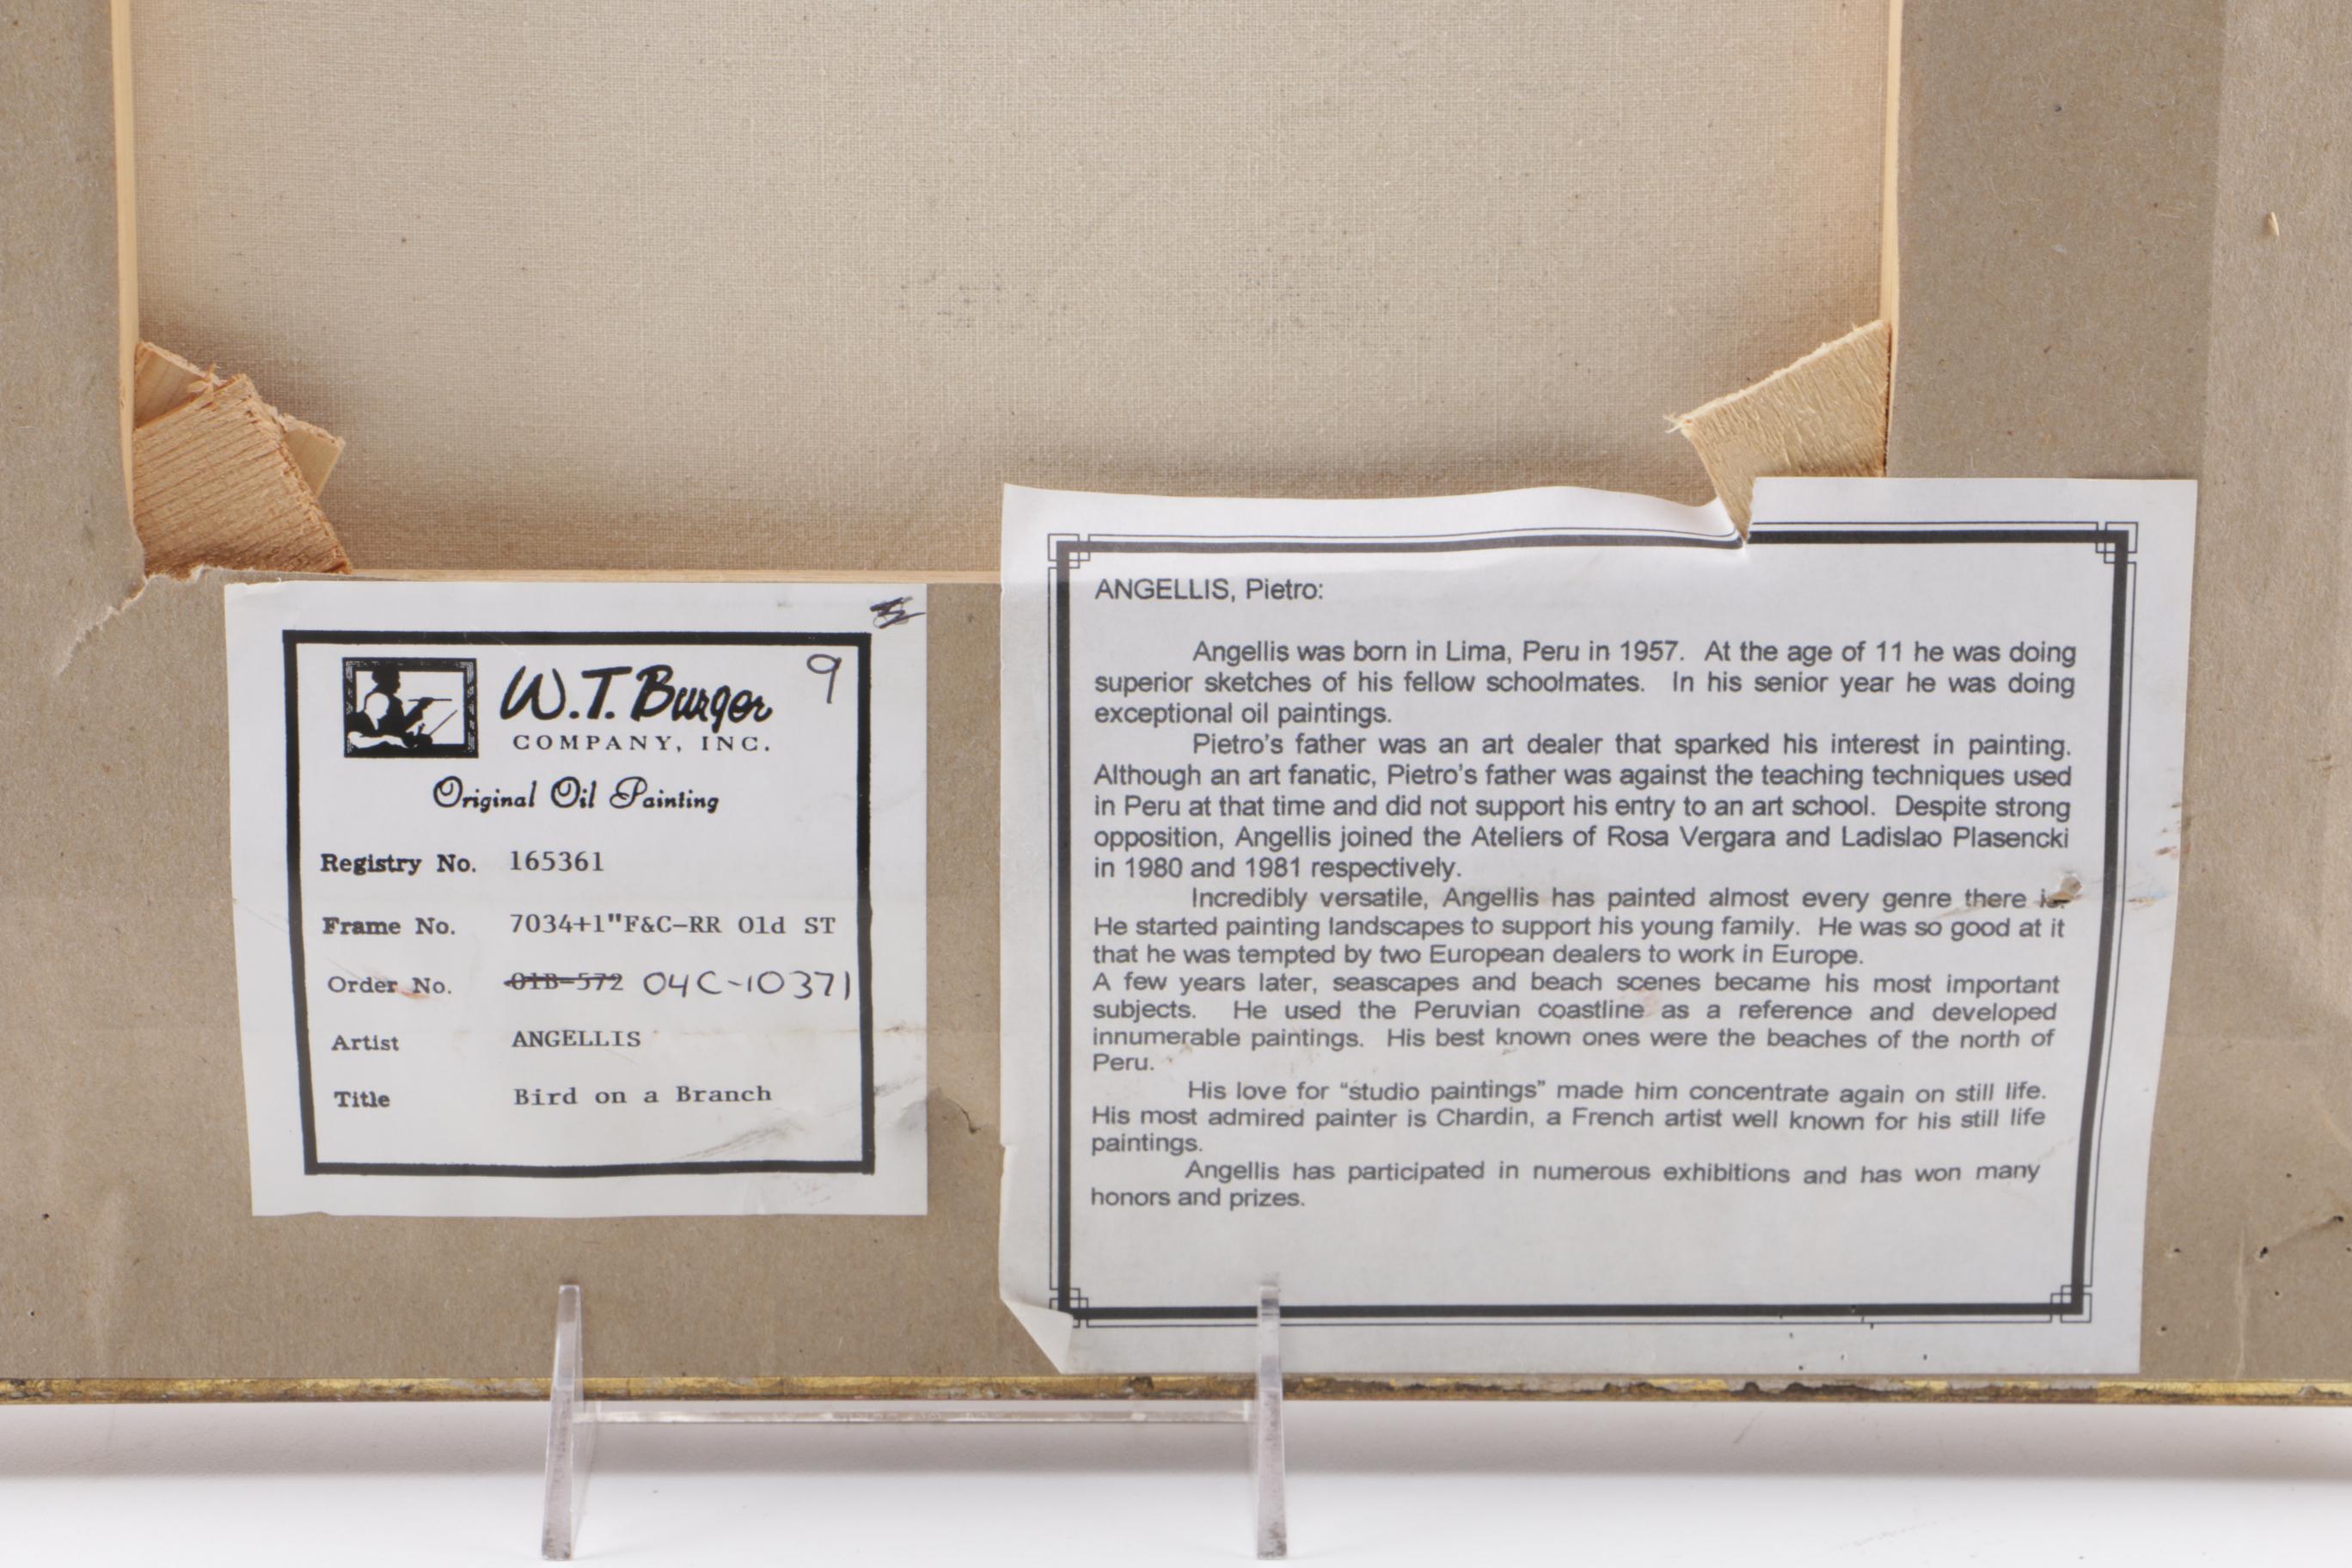 W.T. Burger
COMPANY, INC.
9
Original Oil Painting
Registry No. 165361
Frame No. 7034+1"F&C-RR Old ST
Order No. 01B-572 04C-10371
Artist ANGELLIS
Title Bird on a Branch
ANGELLIS, Pietro:
Angellis was born in Lima, Peru in 1957. At the age of 11 he was doing
superior sketches of his fellow schoolmates. In his senior year he was doing
exceptional oil paintings.
Pietro's father was an art dealer that sparked his interest in painting.
Although an art fanatic, Pietro's father was against the teaching techniques used
in Peru at that time and did not support his entry to an art school. Despite strong
opposition, Angellis joined the Ateliers of Rosa Vergara and Ladislao Plasencki
in 1980 and 1981 respectively.
Incredibly versatile, Angellis has painted almost every genre there is.
He started painting landscapes to support his young family. He was so good at it
that he was tempted by two European dealers to work in Europe.
A few years later, seascapes and beach scenes became his most important
subjects. He used the Peruvian coastline as a reference and developed
innumerable paintings. His best known ones were the beaches of the north of
Peru.
His love for “studio paintings” made him concentrate again on still life.
His most admired painter is Chardin, a French artist well known for his still life
paintings.
Angellis has participated in numerous exhibitions and has won many
honors and prizes.